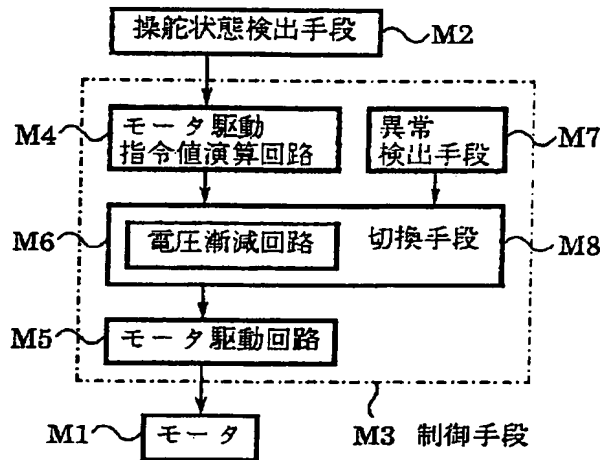 操舵状態検出手段
M2
M4
モータ駆動
指令値演算回路
異常
検出手段
M7
M6
電圧漸減回路
切換手段
M8
M5
モータ駆動回路
M3 制御手段
M1
モータ